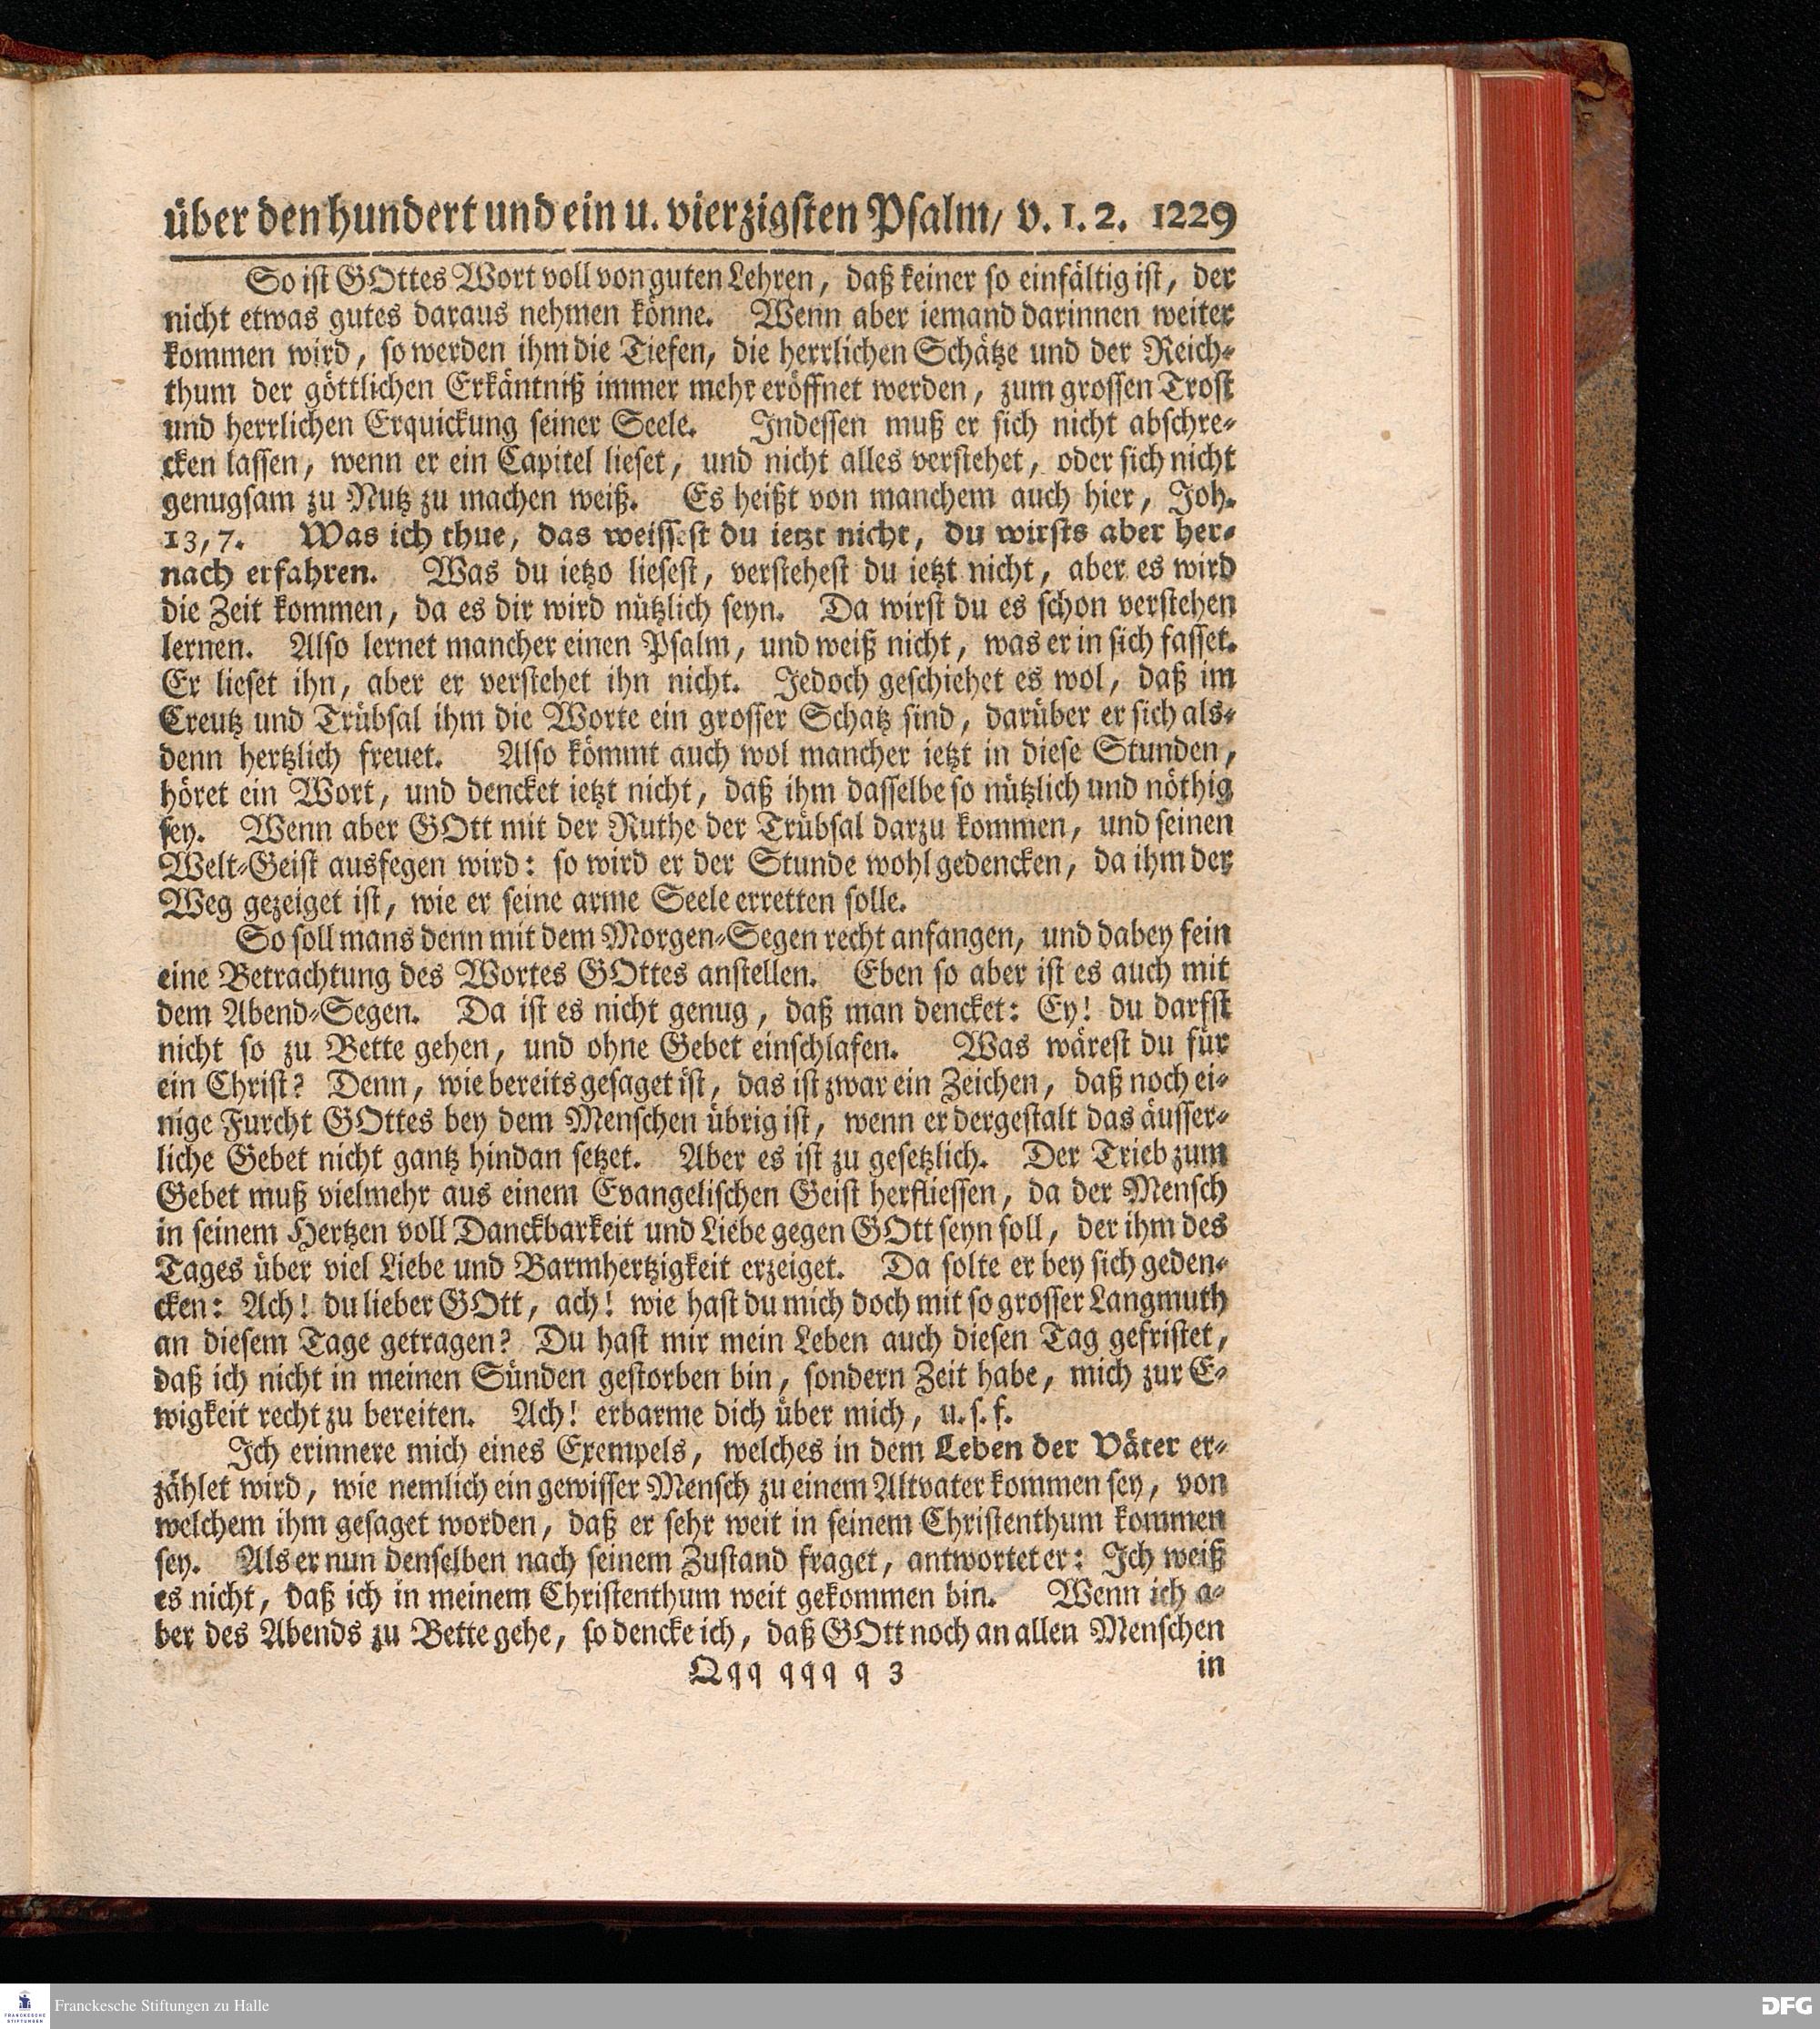 über den hundert und ein u. vierzigsten Psalm/ v. 1. 2. 1229
So ist GOttes Wort voll von guten Lehren, daß keiner so einfältig ist, der
nicht etwas gutes daraus nehmen könne. Wenn aber iemand darinnen weiter
kommen wird, so werden ihm die Tiefen, die herrlichen Schätze und der Reich-
thum der göttlichen Erkäntniß immer mehr eröffnet werden, zum grossen Trost
und herrlichen Erquickung seiner Seele. Indessen muß er sich nicht abschre-
cken lassen, wenn er ein Capitel lieset, und nicht alles verstehet, oder sich nicht
genugsam zu Nutz zu machen weiß. Es heißt von manchem auch hier, Joh.
13, 7. Was ich thue, das weissest du ietzt nicht, du wirsts aber her-
nach erfahren. Was du ietzo liesest, verstehest du ietzt nicht, aber es wird
die Zeit kommen, da es dir wird nützlich seyn. Da wirst du es schon verstehen
lernen. Also lernet mancher einen Psalm, und weiß nicht, was er in sich fasset.
Er lieset ihn, aber er verstehet ihn nicht. Jedoch geschiehet es wol, daß im
Creutz und Trübsal ihm die Worte ein grosser Schatz sind, darüber er sich als-
denn hertzlich freuet. Also kömmt auch wol mancher ietzt in diese Stunden,
höret ein Wort, und dencket ietzt nicht, daß ihm dasselbe so nützlich und nöthig
sey. Wenn aber GOtt mit der Ruthe der Trübsal darzu kommen, und seinen
Welt-Geist ausfegen wird: so wird er der Stunde wohl gedencken, da ihm der
Weg gezeiget ist, wie er seine arme Seele erretten solle.
So soll mans denn mit dem Morgen-Segen recht anfangen, und dabey fein
eine Betrachtung des Wortes GOttes anstellen. Eben so aber ist es auch mit
dem Abend-Segen. Da ist es nicht genug, daß man dencket: Ey! du darfst
nicht so zu Bette gehen, und ohne Gebet einschlafen. Was wärest du für
ein Christ? Denn, wie bereits gesaget ist, das ist zwar ein Zeichen, daß noch ei-
nige Furcht GOttes bey dem Menschen übrig ist, wenn er dergestalt das äusser-
liche Gebet nicht gantz hindan setzet. Aber es ist zu gesetzlich. Der Trieb zum
Gebet muß vielmehr aus einem Evangelischen Geist herfliessen, da der Mensch
in seinem Hertzen voll Danckbarkeit und Liebe gegen GOtt seyn soll, der ihm des
Tages über viel Liebe und Barmhertzigkeit erzeiget. Da solte er bey sich geden-
cken: Ach! du lieber GOtt, ach! wie hast du mich doch mit so grosser Langmuth
an diesem Tage getragen? Du hast mir mein Leben auch diesen Tag gefristet,
daß ich nicht in meinen Sünden gestorben bin, sondern Zeit habe, mich zur E-
wigkeit recht zu bereiten. Ach! erbarme dich über mich, u. s. f.
Ich erinnere mich eines Exempels, welches in dem Leben der Väter er-
zählet wird, wie nemlich ein gewisser Mensch zu einem Altvater kommen sey, von
welchem ihm gesaget worden, daß er sehr weit in seinem Christenthum kommen
sey. Als er nun denselben nach seinem Zustand fraget, antwortet er: Ich weiß
es nicht, daß ich in meinem Christenthum weit gekommen bin. Wenn ich a-
ber des Abends zu Bette gehe, so dencke ich, daß GOtt noch an allen Menschen
Qqq qqq q 3 in
FRANCKESCHE STIFTUNGEN Franckesche Stiftungen zu Halle DFG